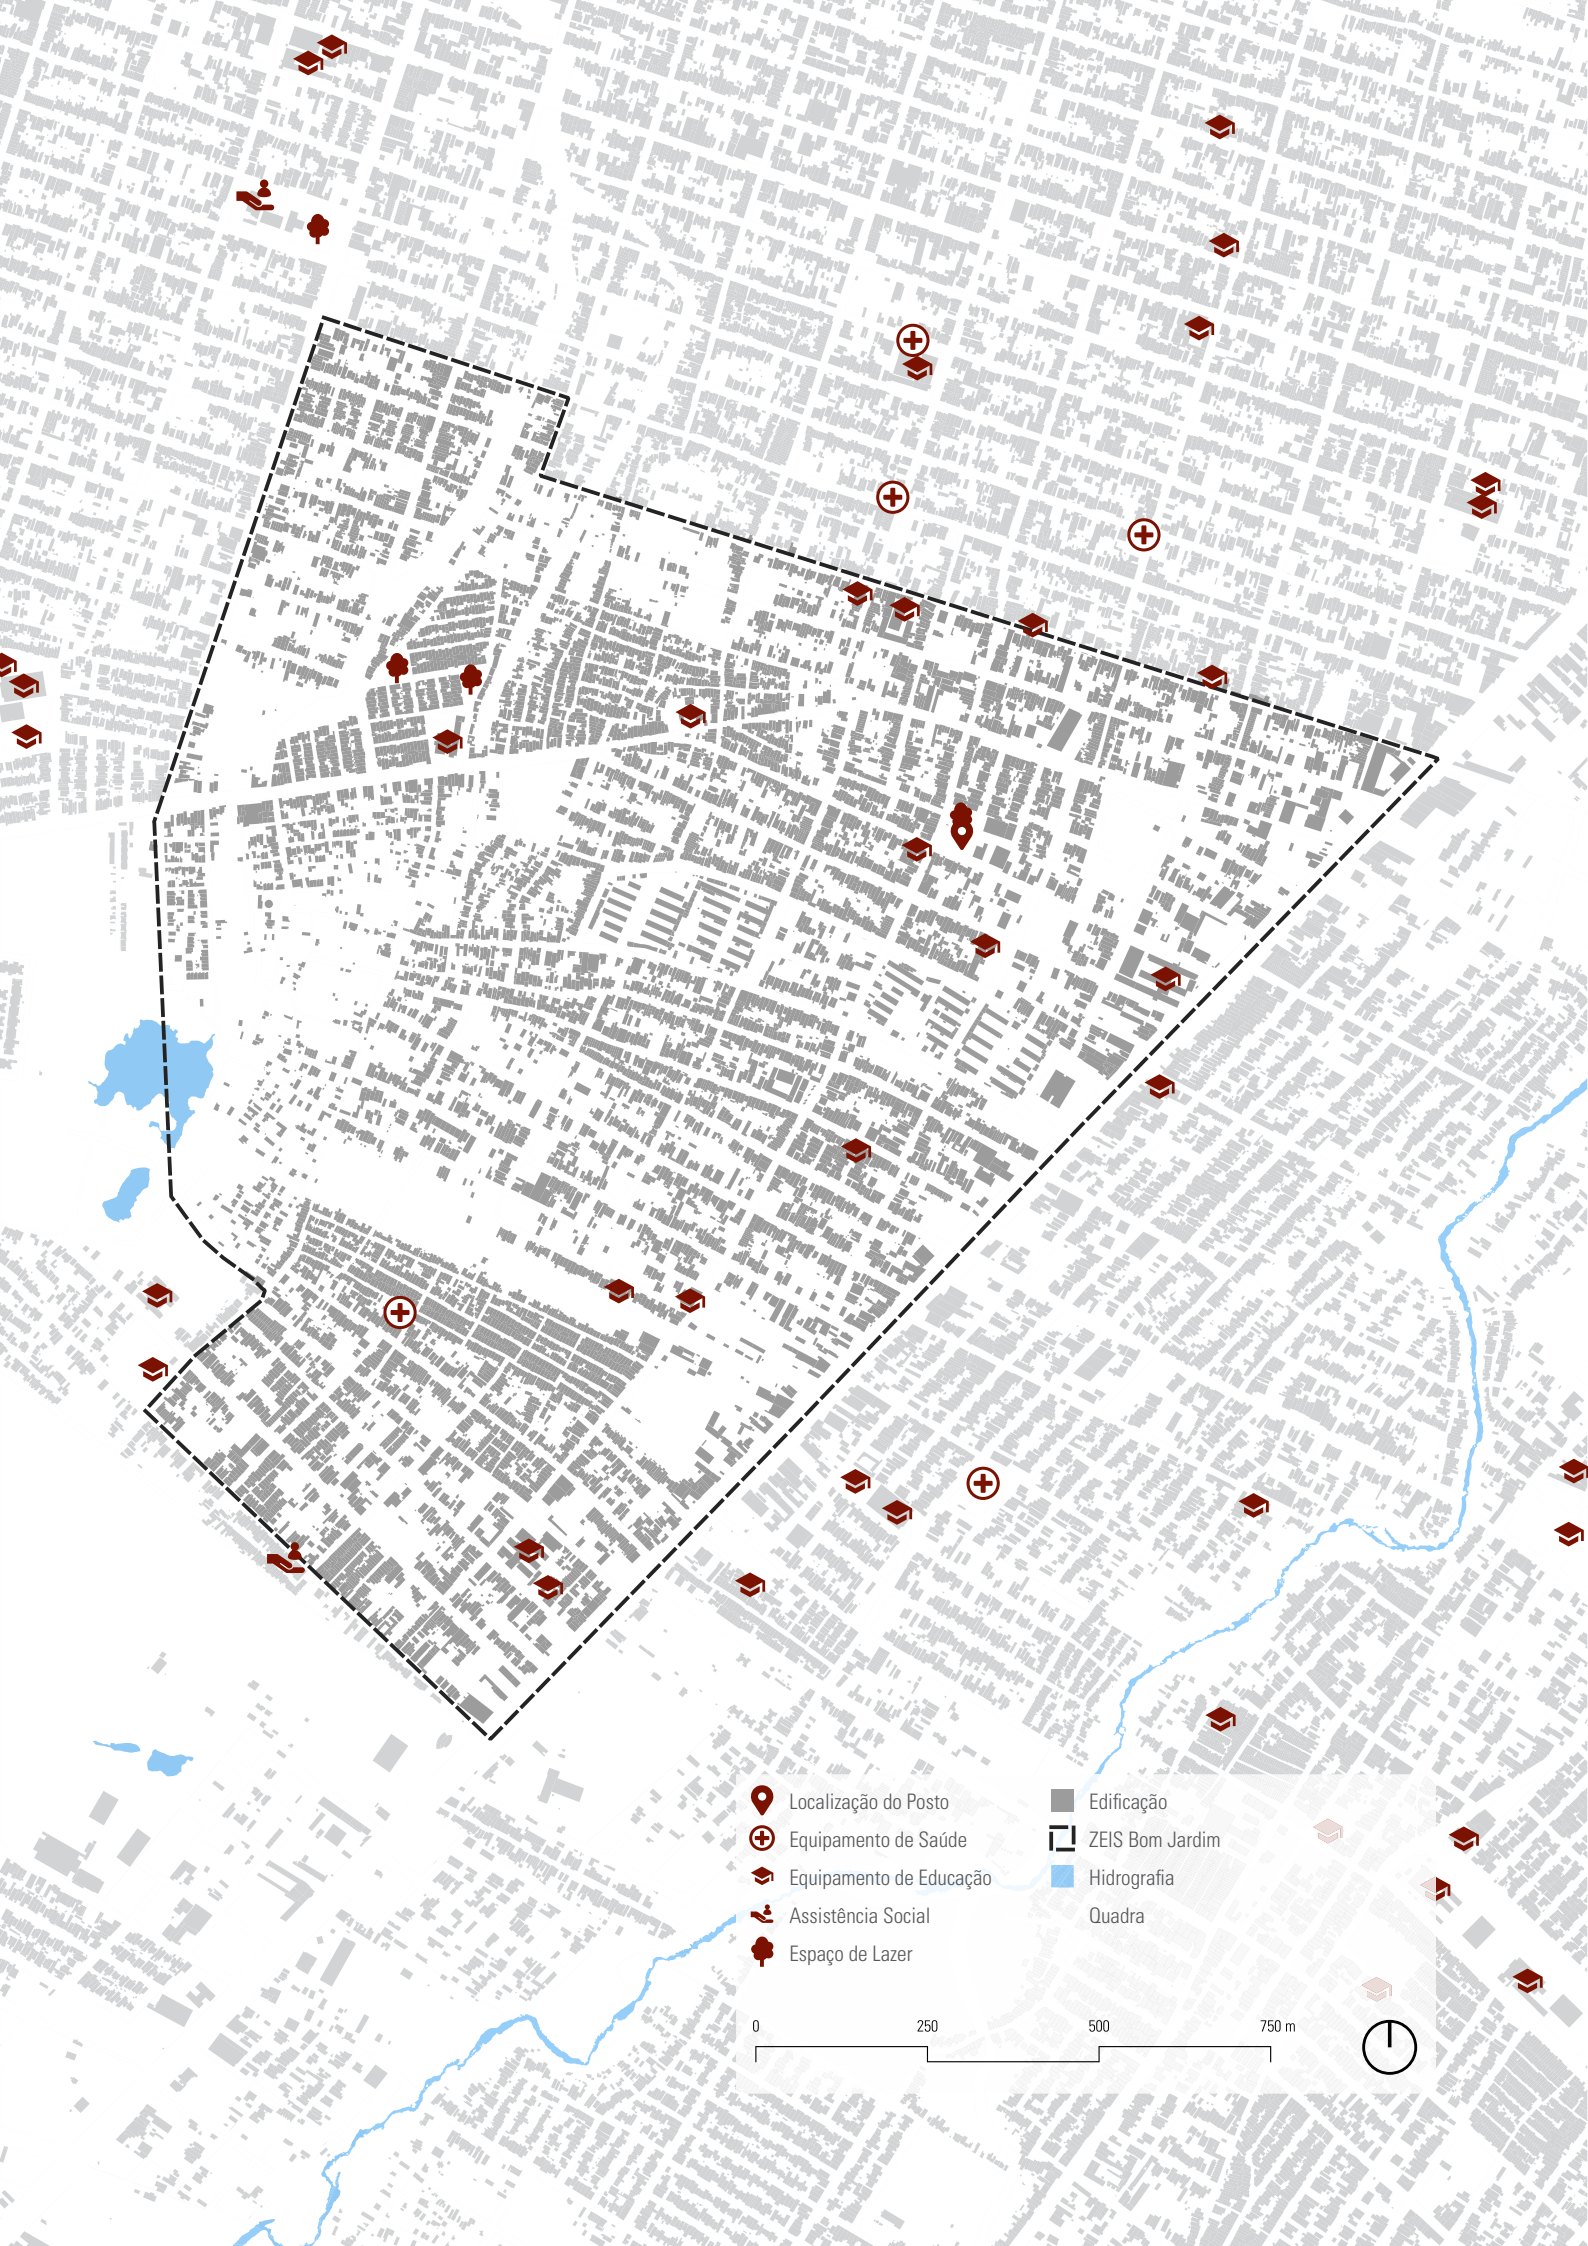 Localização do Posto
Equipamento de Saúde
Equipamento de Educação
Assistência Social
Espaço de Lazer
Edificação
ZEIS Bom Jardim
Hidrografia
Quadra
0 250 500 750 m